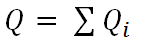 Q = ∑ Qᵢ